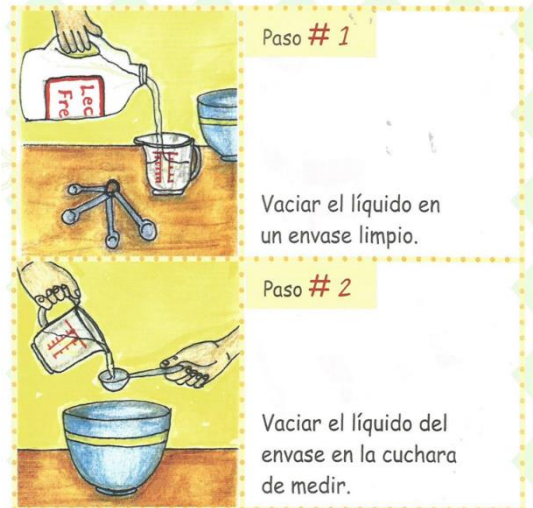 Lec
Fre
Paso # 1
Vaciar el líquido en
un envase limpio.
Paso # 2
Vaciar el líquido del
envase en la cuchara
de medir.